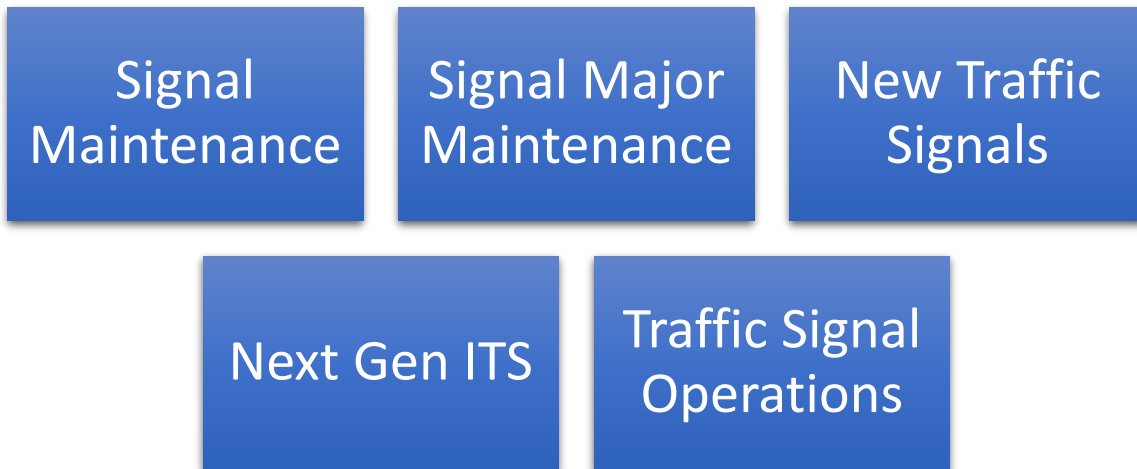 Signal
Maintenance
Signal Major
Maintenance
New Traffic
Signals
Next Gen ITS
Traffic Signal
Operations